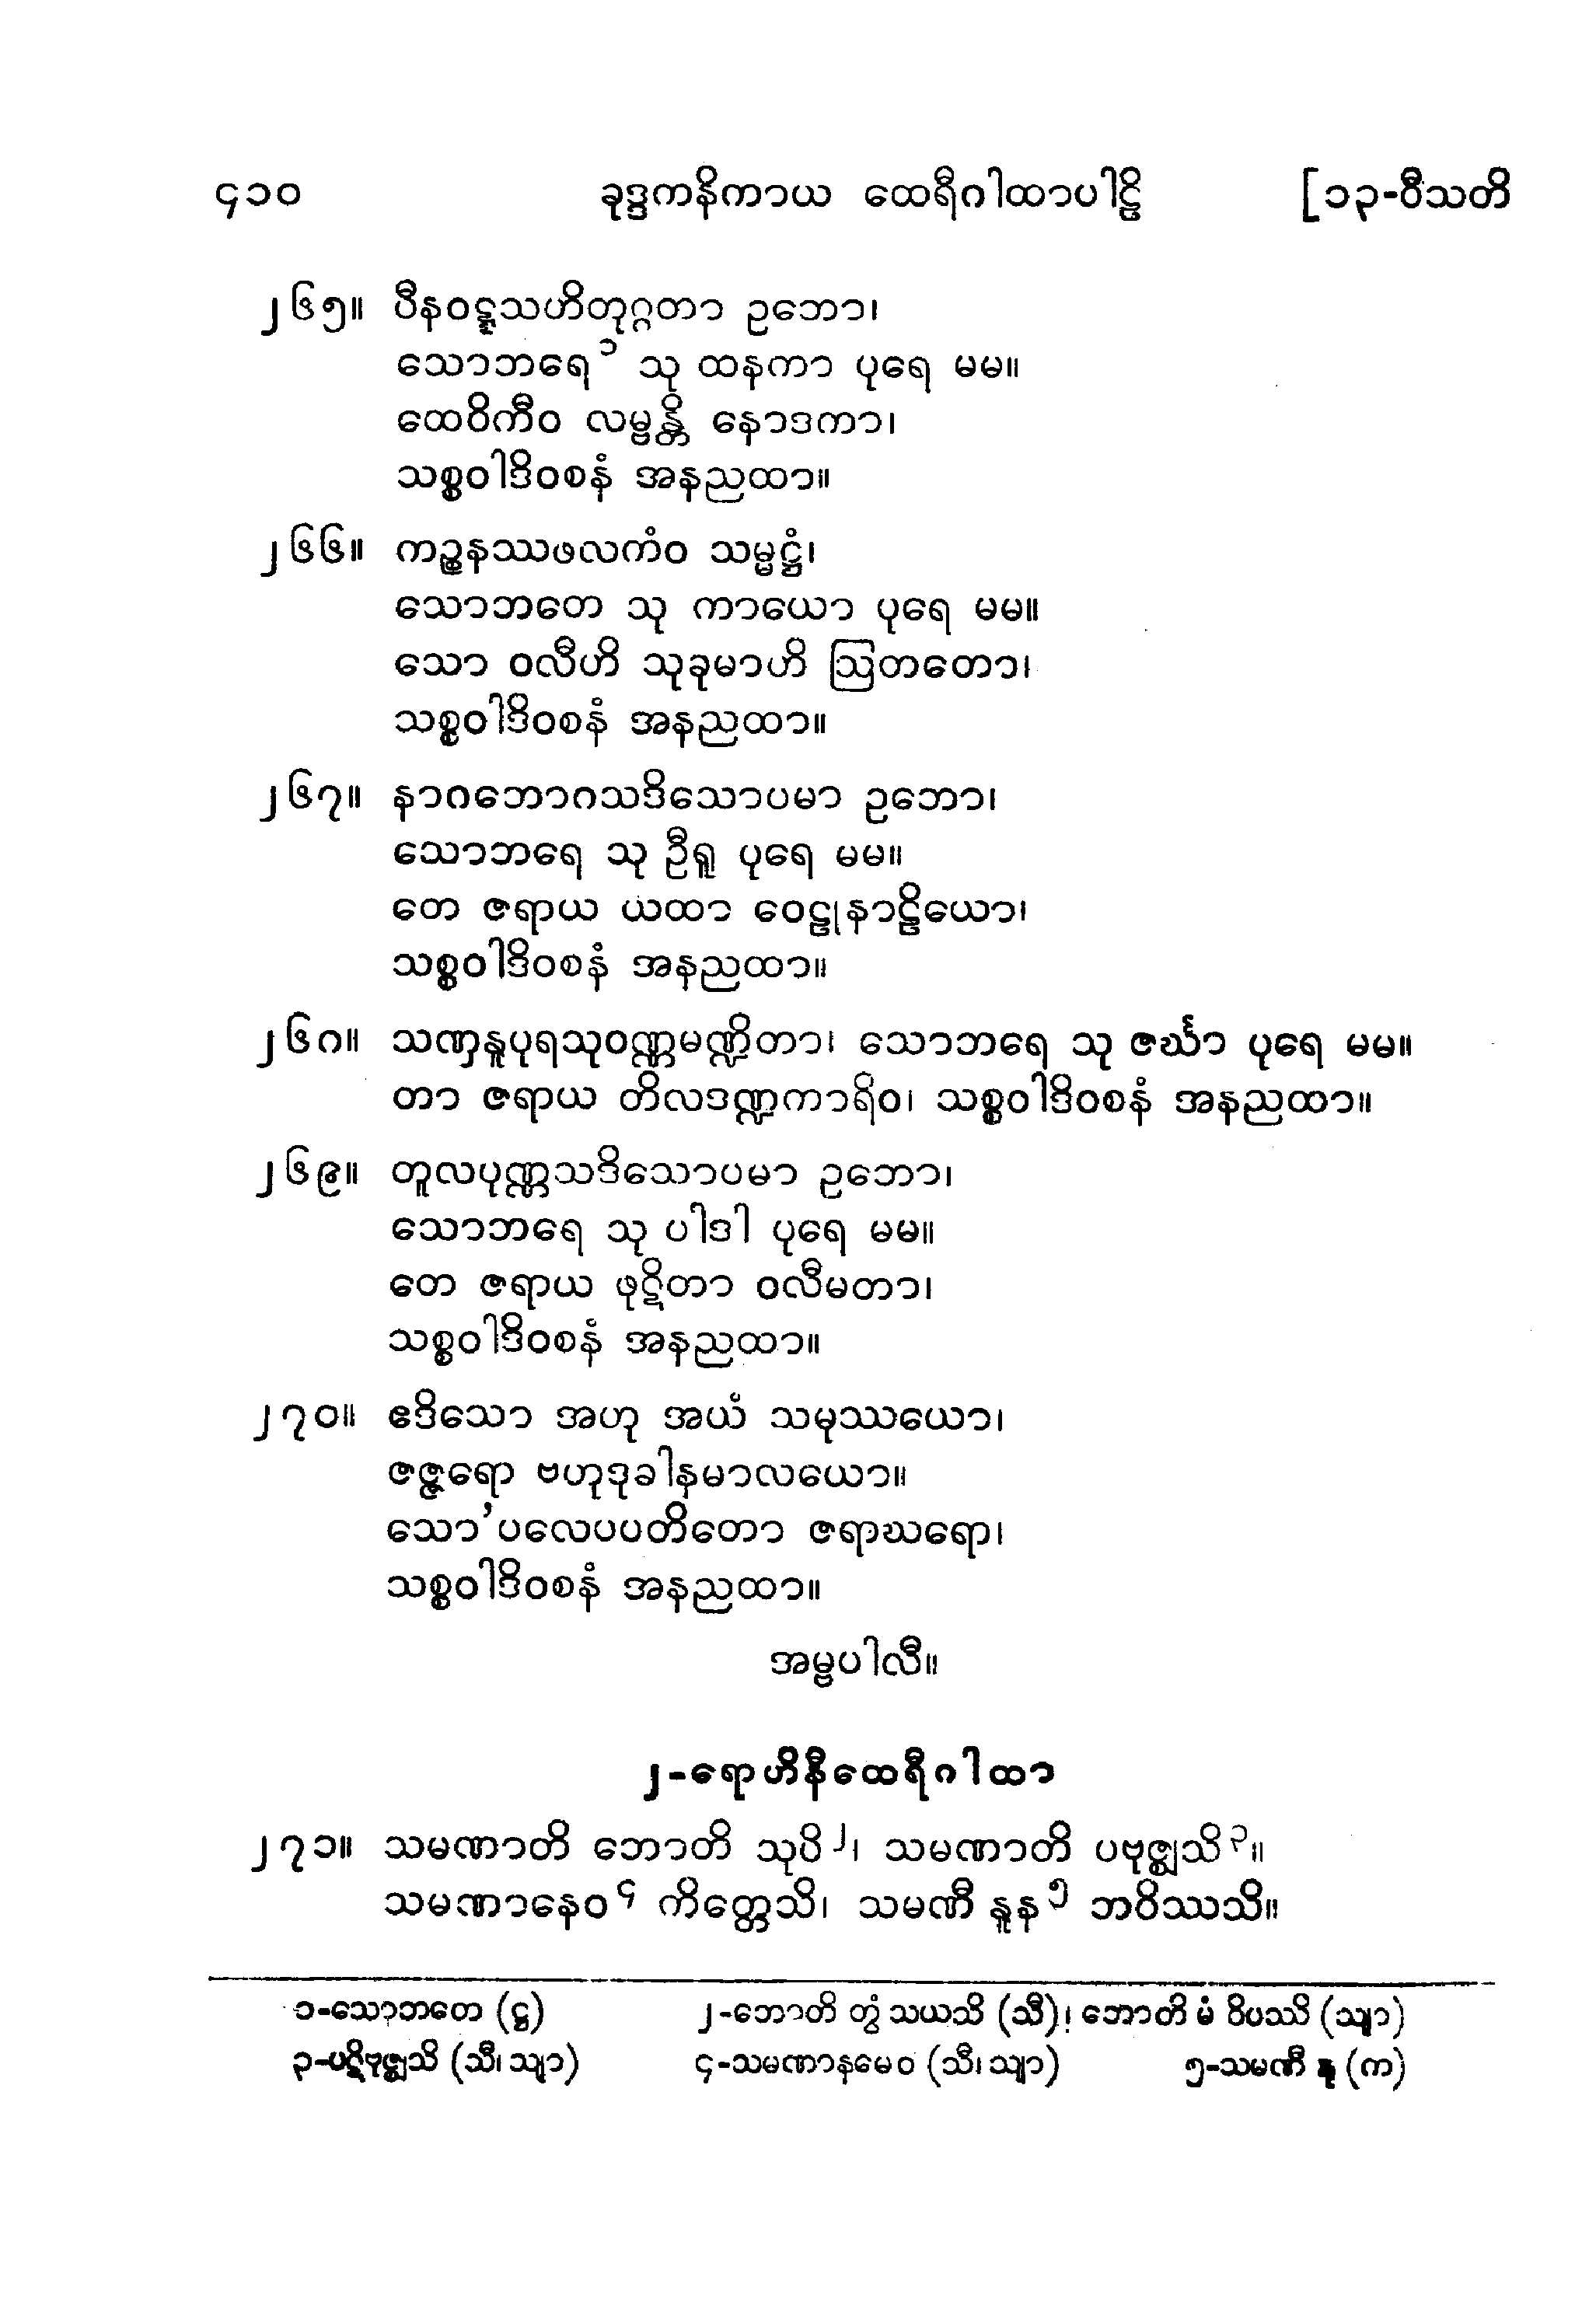 ၄၁၀ ခုဒ္ဒကနိကာယ ထေရီဂါထာပါဠိ [၁၃-ဝီသတိ
၂၆၅။ ပီနဝဋ္ဋသဟိတုဂ္ဂတာ ဥဘော၊
သောဘရေ၁ သု ထနကာ ပုရေ မမ။
ထေဝိကီဝ လမ္ဗန္တိ နောဒကာ၊
သစ္စဝါဒိဝစနံ အနညထာ။
၂၆၆။ ကဉ္စနဿဖလကံဝ သမ္မဋ္ဌံ၊
သောဘတေ သု ကာယော ပုရေ မမ။
သော ဝလီဟိ သုခုမာဟိ ဩတတော၊
သစ္စဝါဒိဝစနံ အနညထာ။
၂၆၇။ နာဂဘောဂသဒိသောပမာ ဥဘော၊
သောဘရေ သု ဦရူ ပုရေ မမ။
တေ ဇရာယ ယထာ ဝေဠုနာဠိယော၊
သစ္စဝါဒိဝစနံ အနညထာ။
၂၆၈။ သဏှနူပုရသုဝဏ္ဏမဏ္ဍိတာ၊ သောဘရေ သု ဇင်္ဃာ ပုရေ မမ။
တာ ဇရာယ တိလဒဏ္ဍကာရိဝ၊ သစ္စဝါဒိဝစနံ အနညထာ။
၂၆၉။ တူလပုဏ္ဏသဒိသောပမာ ဥဘော၊
သောဘရေ သု ပါဒါ ပုရေ မမ။
တေ ဇရာယ ဖုဋိတာ ဝလီမတာ၊
သစ္စဝါဒိဝစနံ အနညထာ။
၂၇၀။ ဧဒိသော အဟု အယံ သမုဿယော၊
ဇဇ္ဇရော ဗဟုဒုခါနမာလယော။
သော’ပလေပပတိတော ဇရာဃရော၊
သစ္စဝါဒိဝစနံ အနညထာ။
အမ္ဗပါလီ။
၂-ရောဟိနီထေရီဂါထာ
၂၇၁။ သမဏာတိ ဘောတိ သုပိ၂၊ သမဏာတိ ပဗုဇ္ဈသိ၃။
သမဏာနေဝ၄ ကိတ္တေသိ၊ သမဏီ နူန၅ ဘဝိဿသိ။
၁-သောဘတေ (ဋ္ဌ) ၂-ဘောတိ တွံ သယသိ (သီ)၊ ဘောတိ မံ ဝိပဿိ (သျာ)
၃-ပဋိဗုဇ္ဈသိ (သီ၊ သျာ) ၄-သမဏာနမေဝ (သီ၊ သျာ) ၅-သမဏီ နု (က)